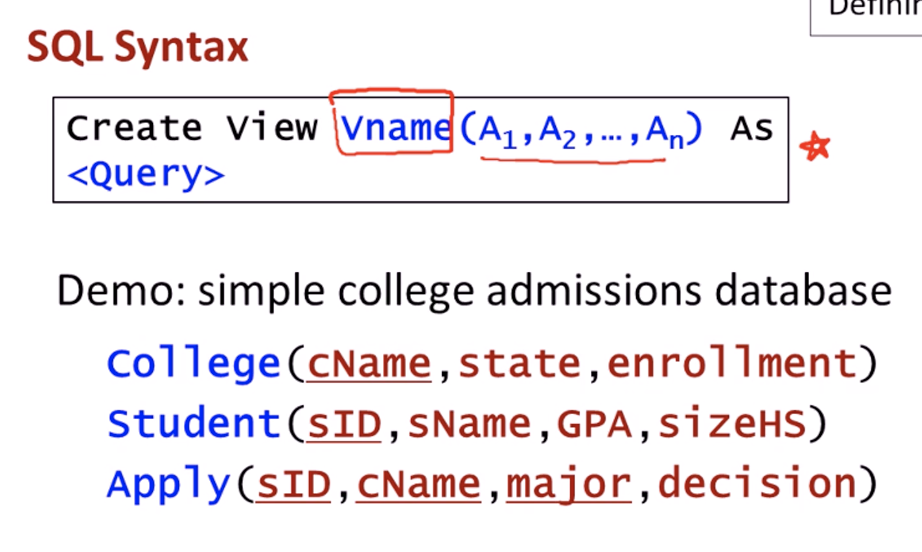 SQL Syntax
Create View Vname(A1,A2,…,An) As
<Query>
Demo: simple college admissions database
College(cName,state,enrollment)
Student(sID,sName,GPA,sizeHS)
Apply(sID,cName,major,decision)